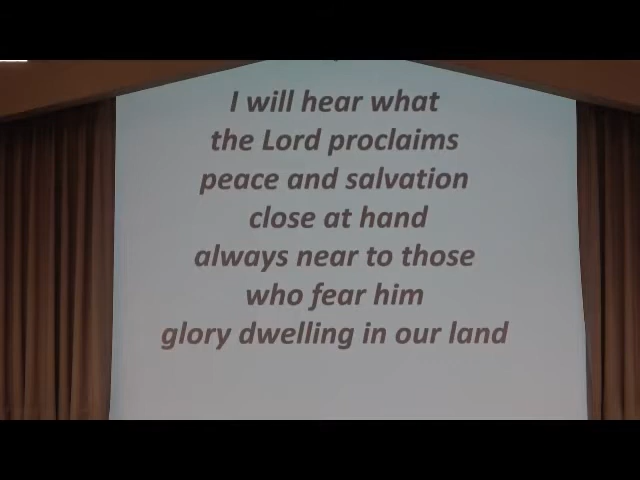 I will hear what
the Lord proclaims
peace and salvation
close at hand
always near to those
who fear him
glory dwelling in our land